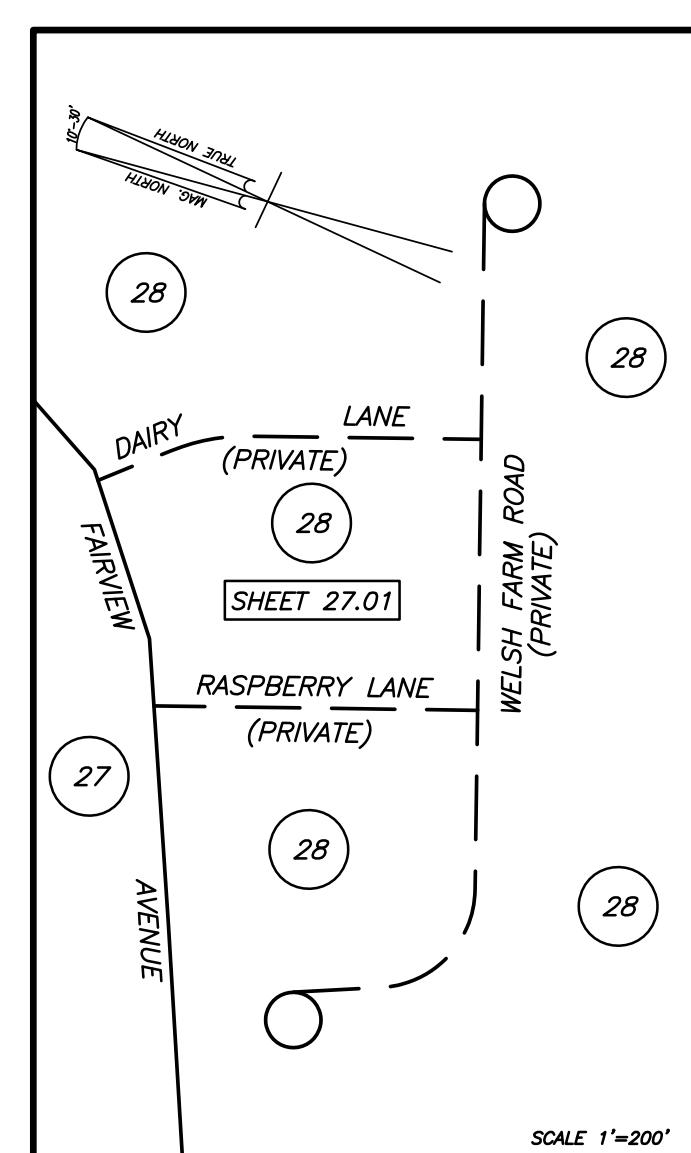 10°-30'
TRUE NORTH
MAG. NORTH
28
28
DAIRY LANE
(PRIVATE)
28
FAIRVIEW
SHEET 27.01
WELSH FARM ROAD
(PRIVATE)
RASPBERRY LANE
(PRIVATE)
27
28
AVENUE
28
SCALE 1'=200'